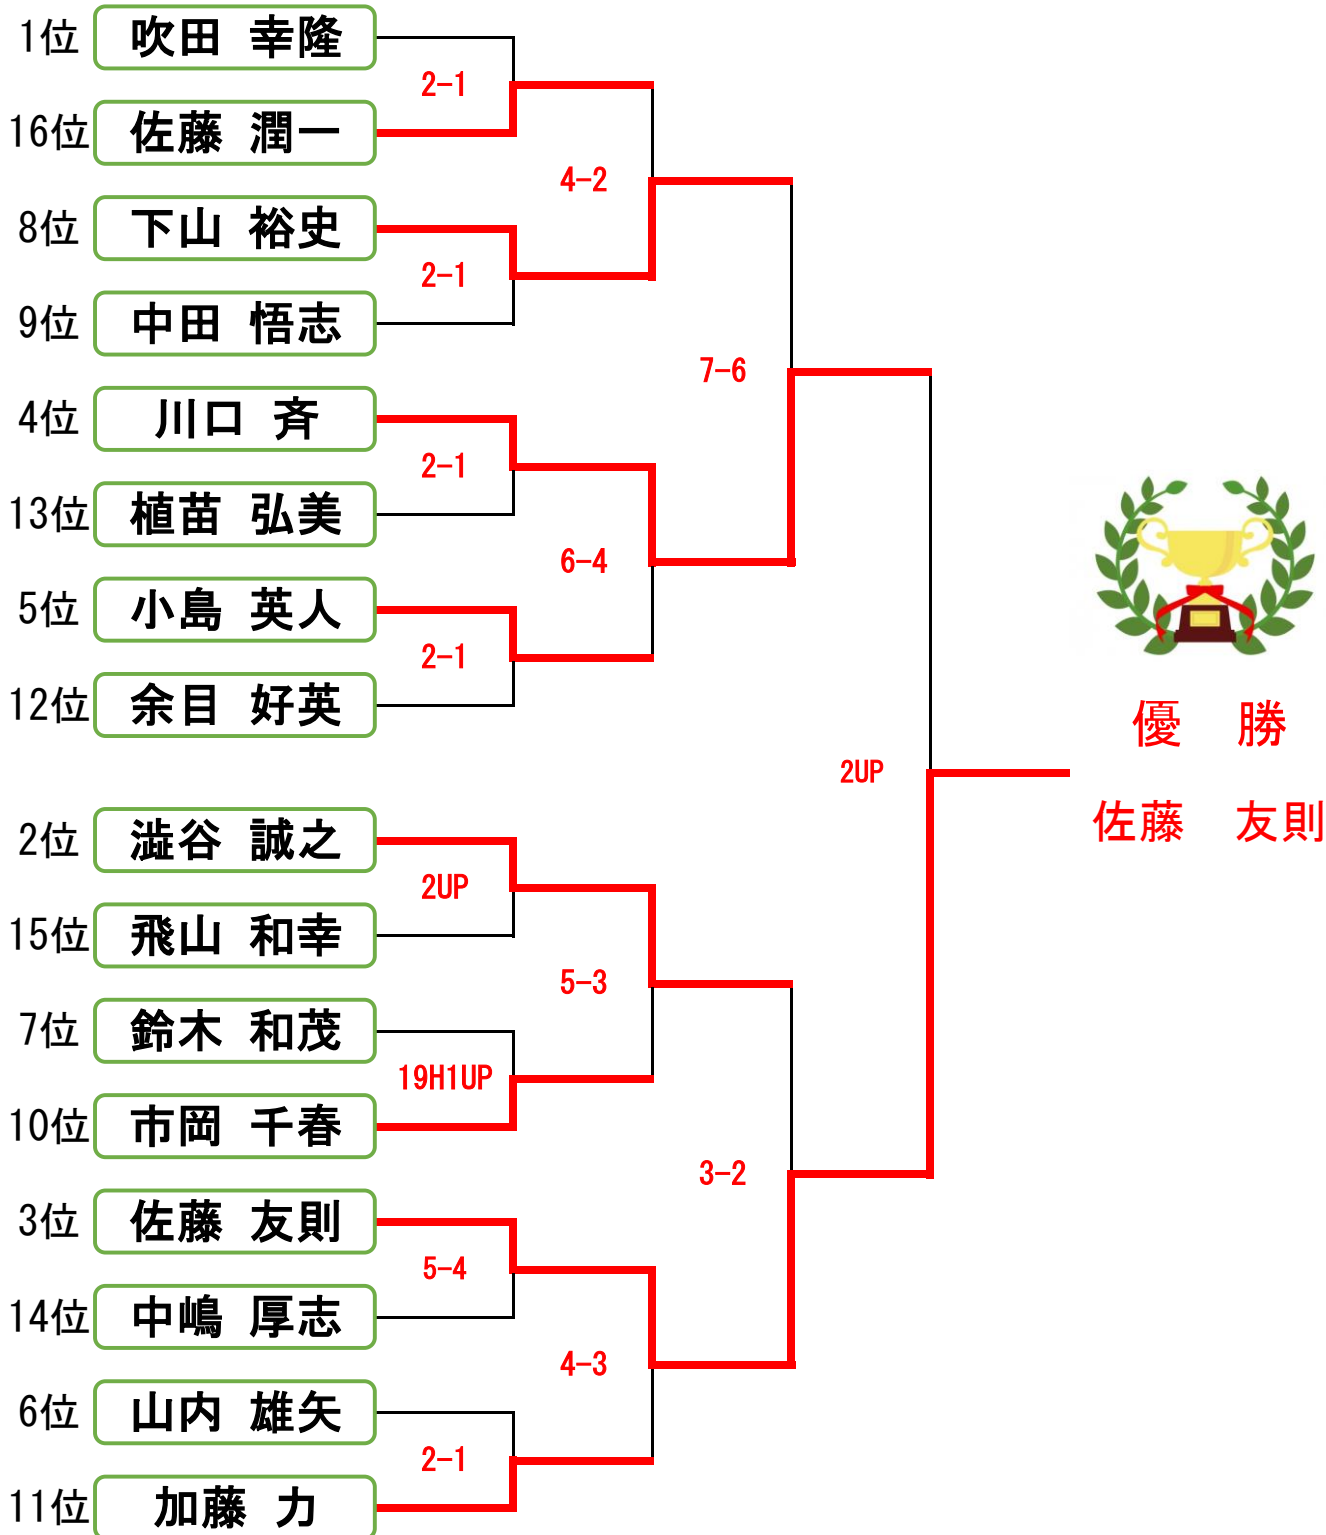 1位 吹田 幸隆
2-1
16位 佐藤 潤一
4-2
8位 下山 裕史
2-1
9位 中田 悟志
7-6
4位 川口 斉
2-1
13位 植苗 弘美
6-4
5位 小島 英人
2-1
12位 余目 好英
優 勝
2UP
佐藤 友則
2位 澁谷 誠之
2UP
15位 飛山 和幸
5-3
7位 鈴木 和茂
19H1UP
10位 市岡 千春
3-2
3位 佐藤 友則
5-4
14位 中嶋 厚志
4-3
6位 山内 雄矢
2-1
11位 加藤 力